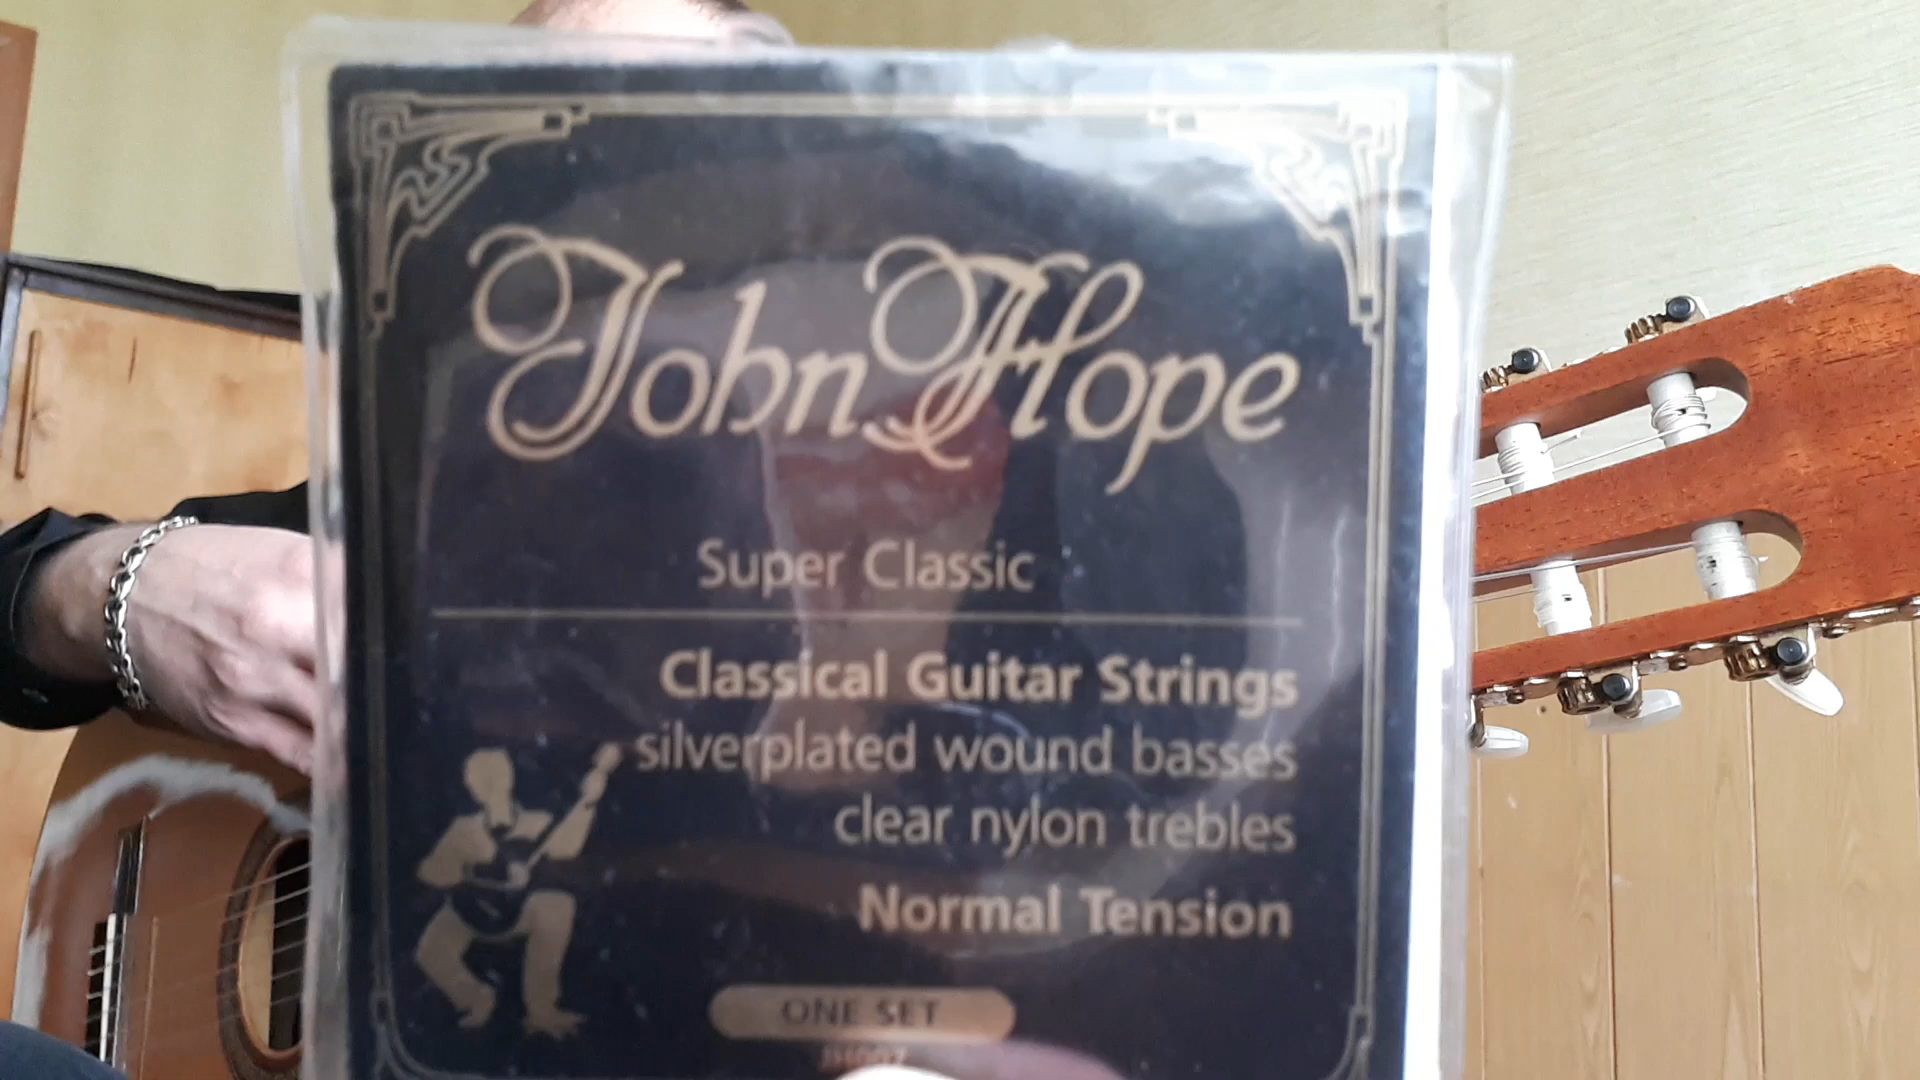 John Hope
Super Classic
Classical Guitar Strings
silverplated wound basses
clear nylon trebles
Normal Tension
ONE SET